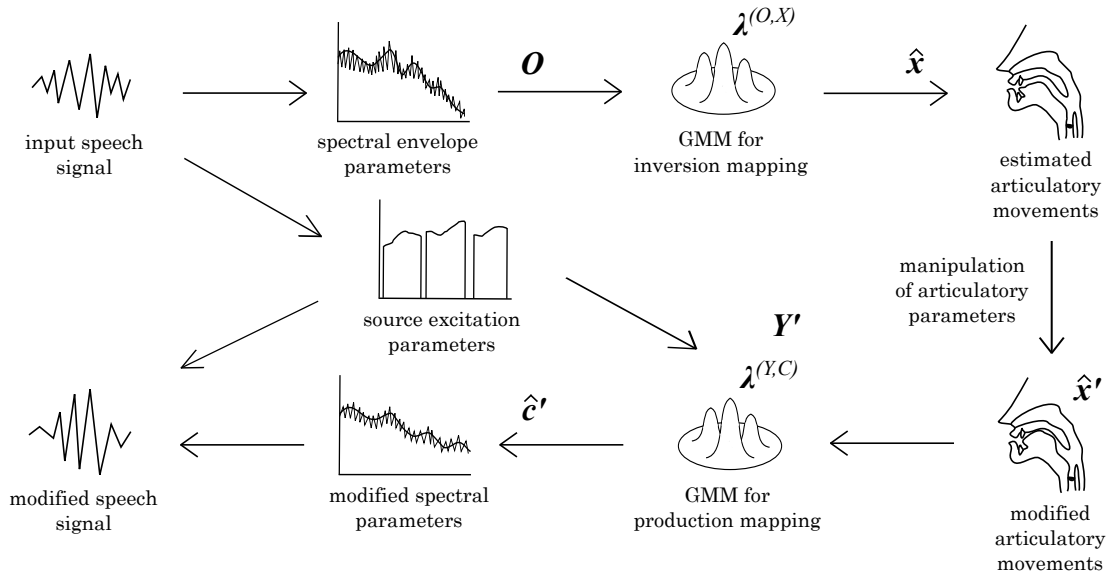 λ(O,X)
O
x̂
input speech
signal
spectral envelope
parameters
GMM for
inversion mapping
estimated
articulatory
movements
manipulation
of articulatory
parameters
source excitation
parameters
Y'
λ(Y,C)
ĉ'
x̂'
modified speech
signal
modified spectral
parameters
GMM for
production mapping
modified
articulatory
movements